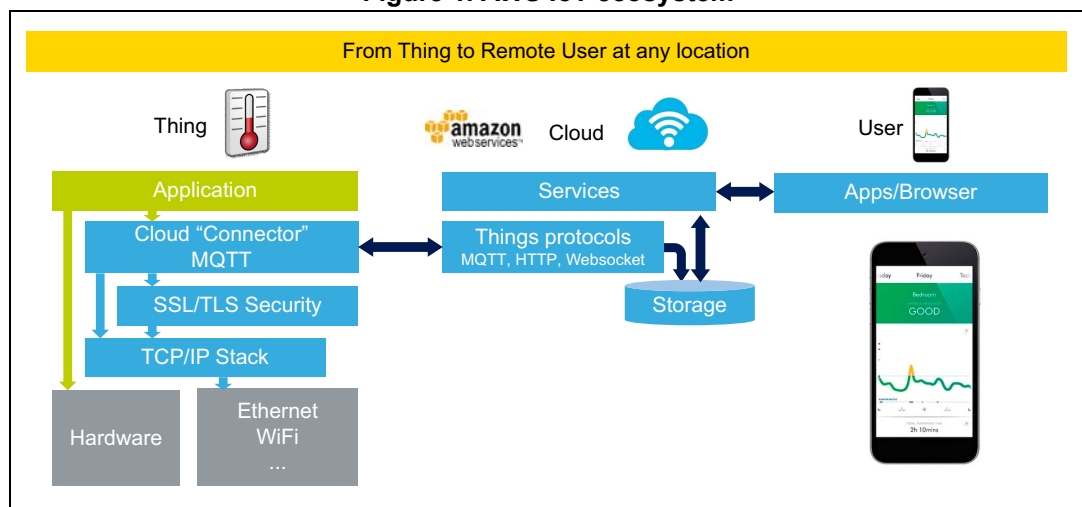 From Thing to Remote User at any location
Thing
amazon
webservices™
Cloud
User
Application
Services
Apps/Browser
Cloud “Connector”
MQTT
Things protocols
MQTT, HTTP, Websocket
SSL/TLS Security
Storage
TCP/IP Stack
Hardware
Ethernet
WiFi
...
Friday
Bedroom
GOOD
2h 10mins